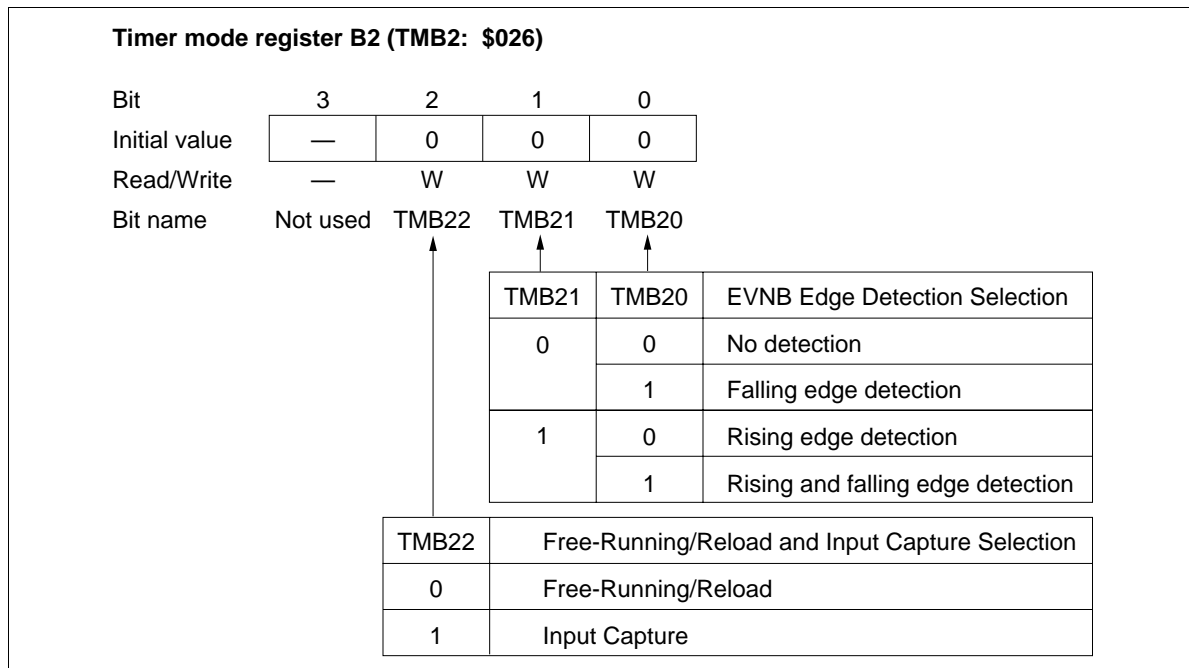 Timer mode register B2 (TMB2: $026)
Bit 3 2 1 0
Initial value — 0 0 0
Read/Write — W W W
Bit name Not used TMB22 TMB21 TMB20
TMB21 TMB20 EVNB Edge Detection Selection
0 0 No detection
1 Falling edge detection
1 0 Rising edge detection
1 Rising and falling edge detection
TMB22 Free-Running/Reload and Input Capture Selection
0 Free-Running/Reload
1 Input Capture